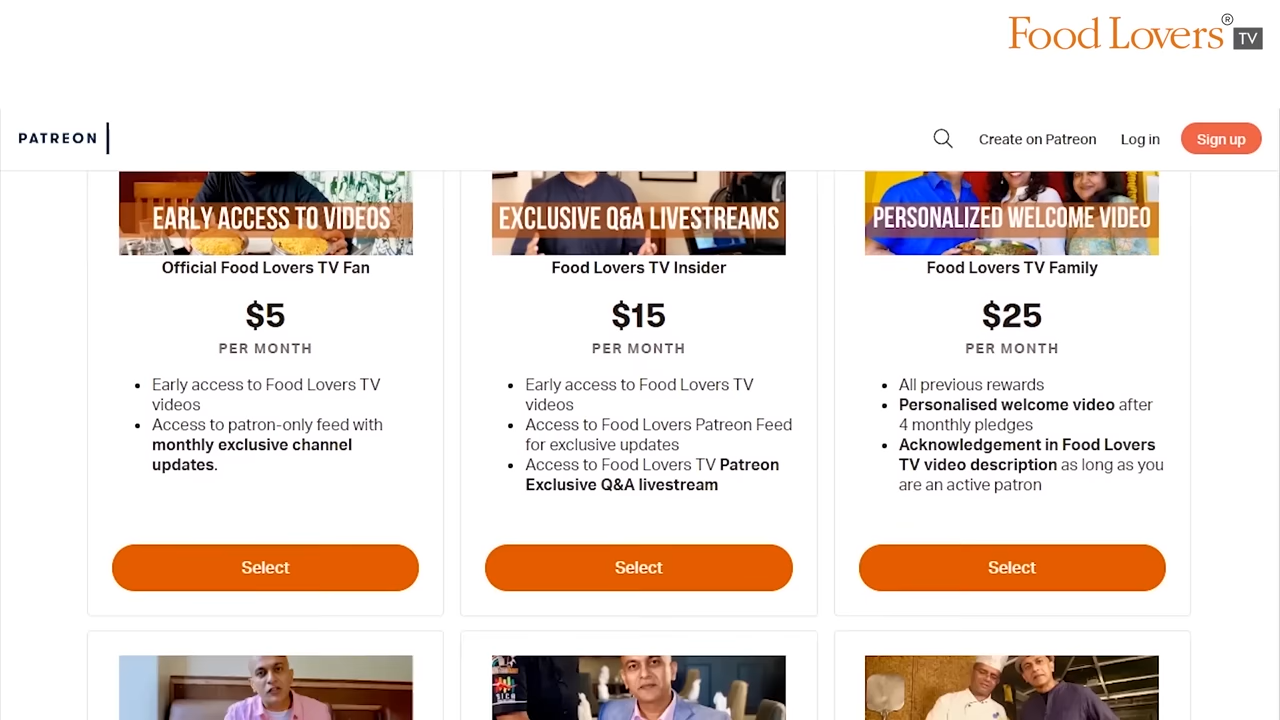 Food Lovers®
TV
PATREON
Create on Patreon
Log in
Sign up
EARLY ACCESS TO VIDEOS
Official Food Lovers TV Fan
$5
PER MONTH
Early access to Food Lovers TV
videos
Access to patron-only feed with
monthly exclusive channel
updates.
Select
EXCLUSIVE Q&A LIVESTREAMS
Food Lovers TV Insider
$15
PER MONTH
Early access to Food Lovers TV
videos
Access to Food Lovers Patreon Feed
for exclusive updates
Access to Food Lovers TV Patreon
Exclusive Q&A livestream
Select
PERSONALIZED WELCOME VIDEO
Food Lovers TV Family
$25
PER MONTH
All previous rewards
Personalised welcome video after
4 monthly pledges
Acknowledgement in Food Lovers
TV video description as long as you
are an active patron
Select